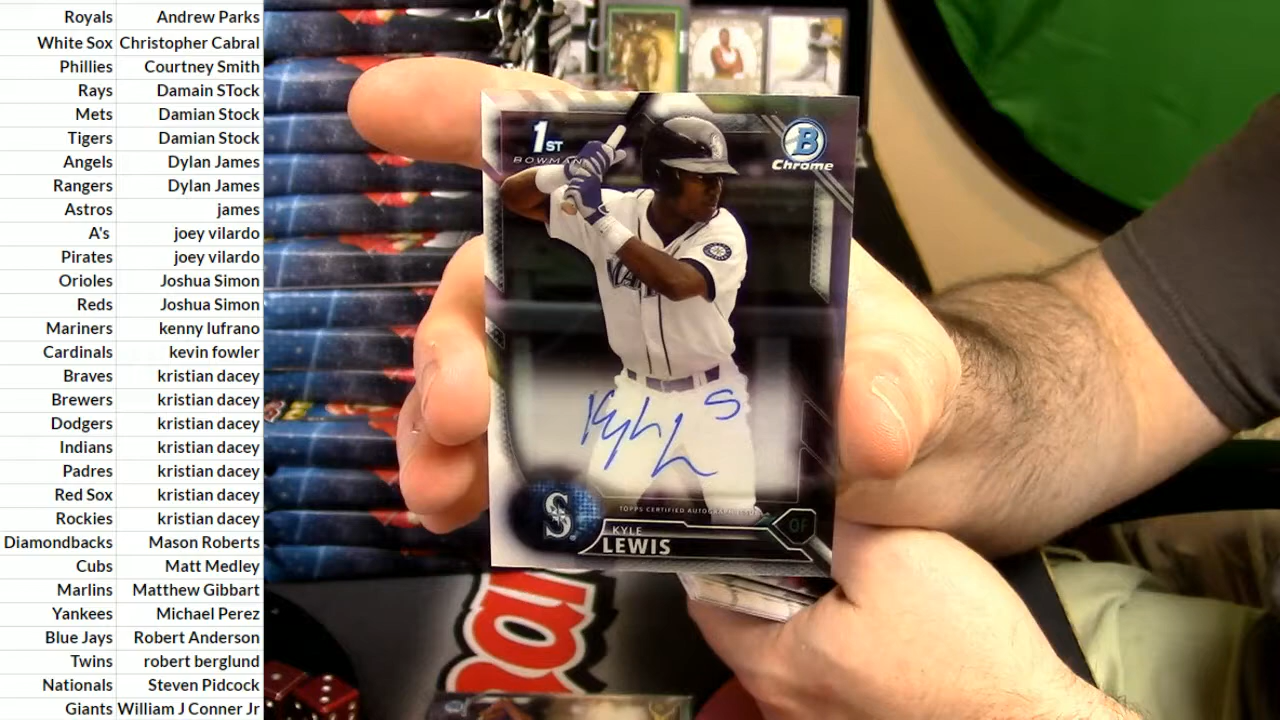 Royals Andrew Parks
White Sox Christopher Cabral
Phillies Courtney Smith
Rays Damain STock
Mets Damian Stock
Tigers Damian Stock
Angels Dylan James
Rangers Dylan James
Astros james
A's joey vilardo
Pirates joey vilardo
Orioles Joshua Simon
Reds Joshua Simon
Mariners kenny lufrano
Cardinals kevin fowler
Braves kristian dacey
Brewers kristian dacey
Dodgers kristian dacey
Indians kristian dacey
Padres kristian dacey
Red Sox kristian dacey
Rockies kristian dacey
Diamondbacks Mason Roberts
Cubs Matt Medley
Marlins Matthew Gibbart
Yankees Michael Perez
Blue Jays Robert Anderson
Twins robert berglund
Nationals Steven Pidcock
Giants William J Conner Jr
1ST
BOWMAN
B
Chrome
TOPPS CERTIFIED AUTOGRAPH
S
KYLE
LEWIS
OF